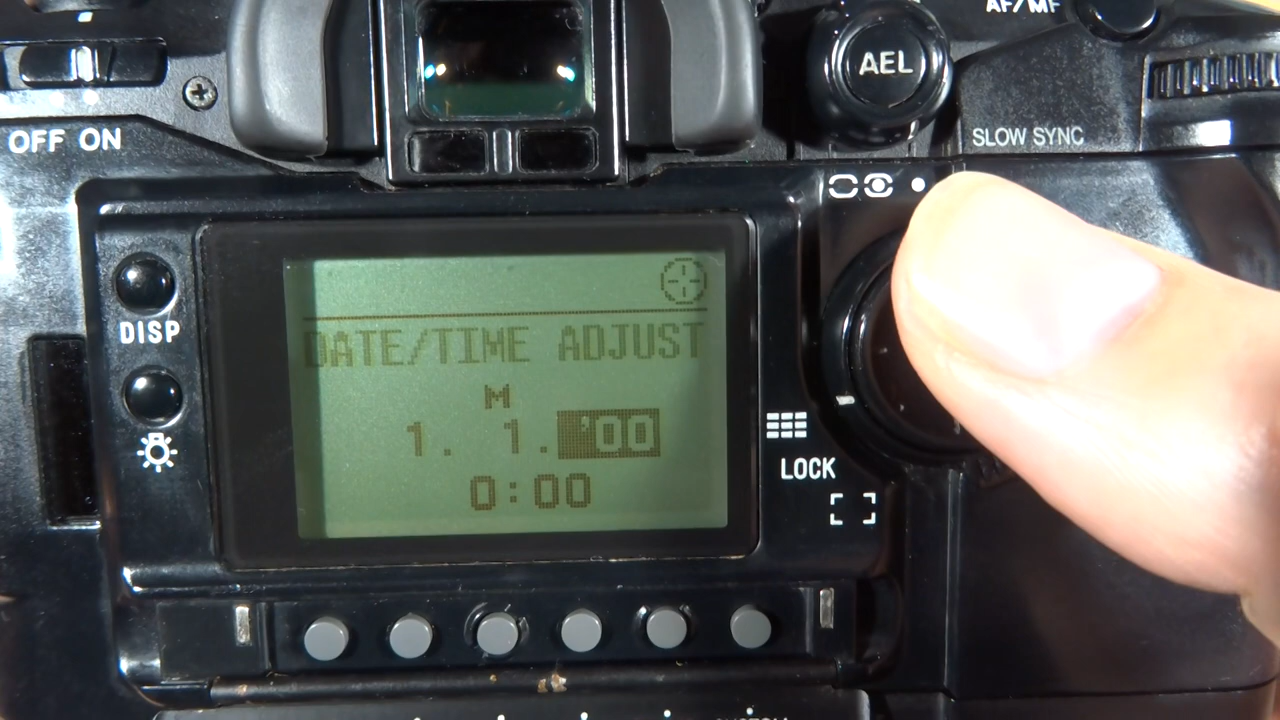 AF/MF
AEL
OFF ON
SLOW SYNC
DISP
DATE/TIME ADJUST
M
1. 1.'00
0:00
LOCK